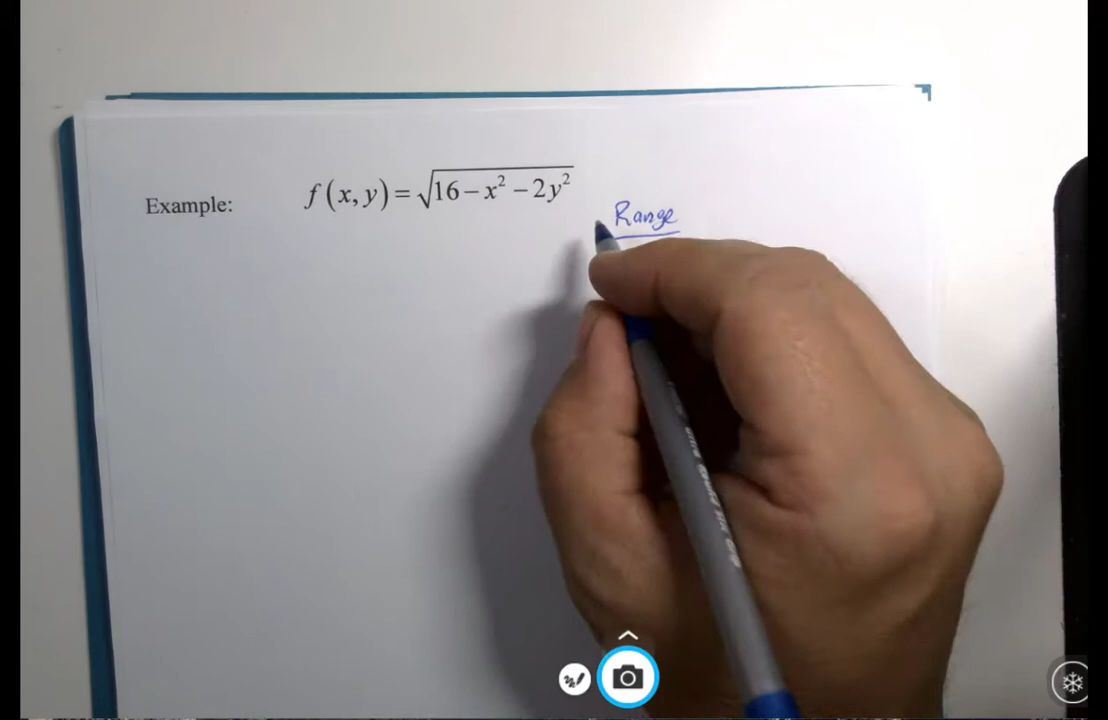 Example: f(x, y) = √(16 − x² − 2y²)
Range